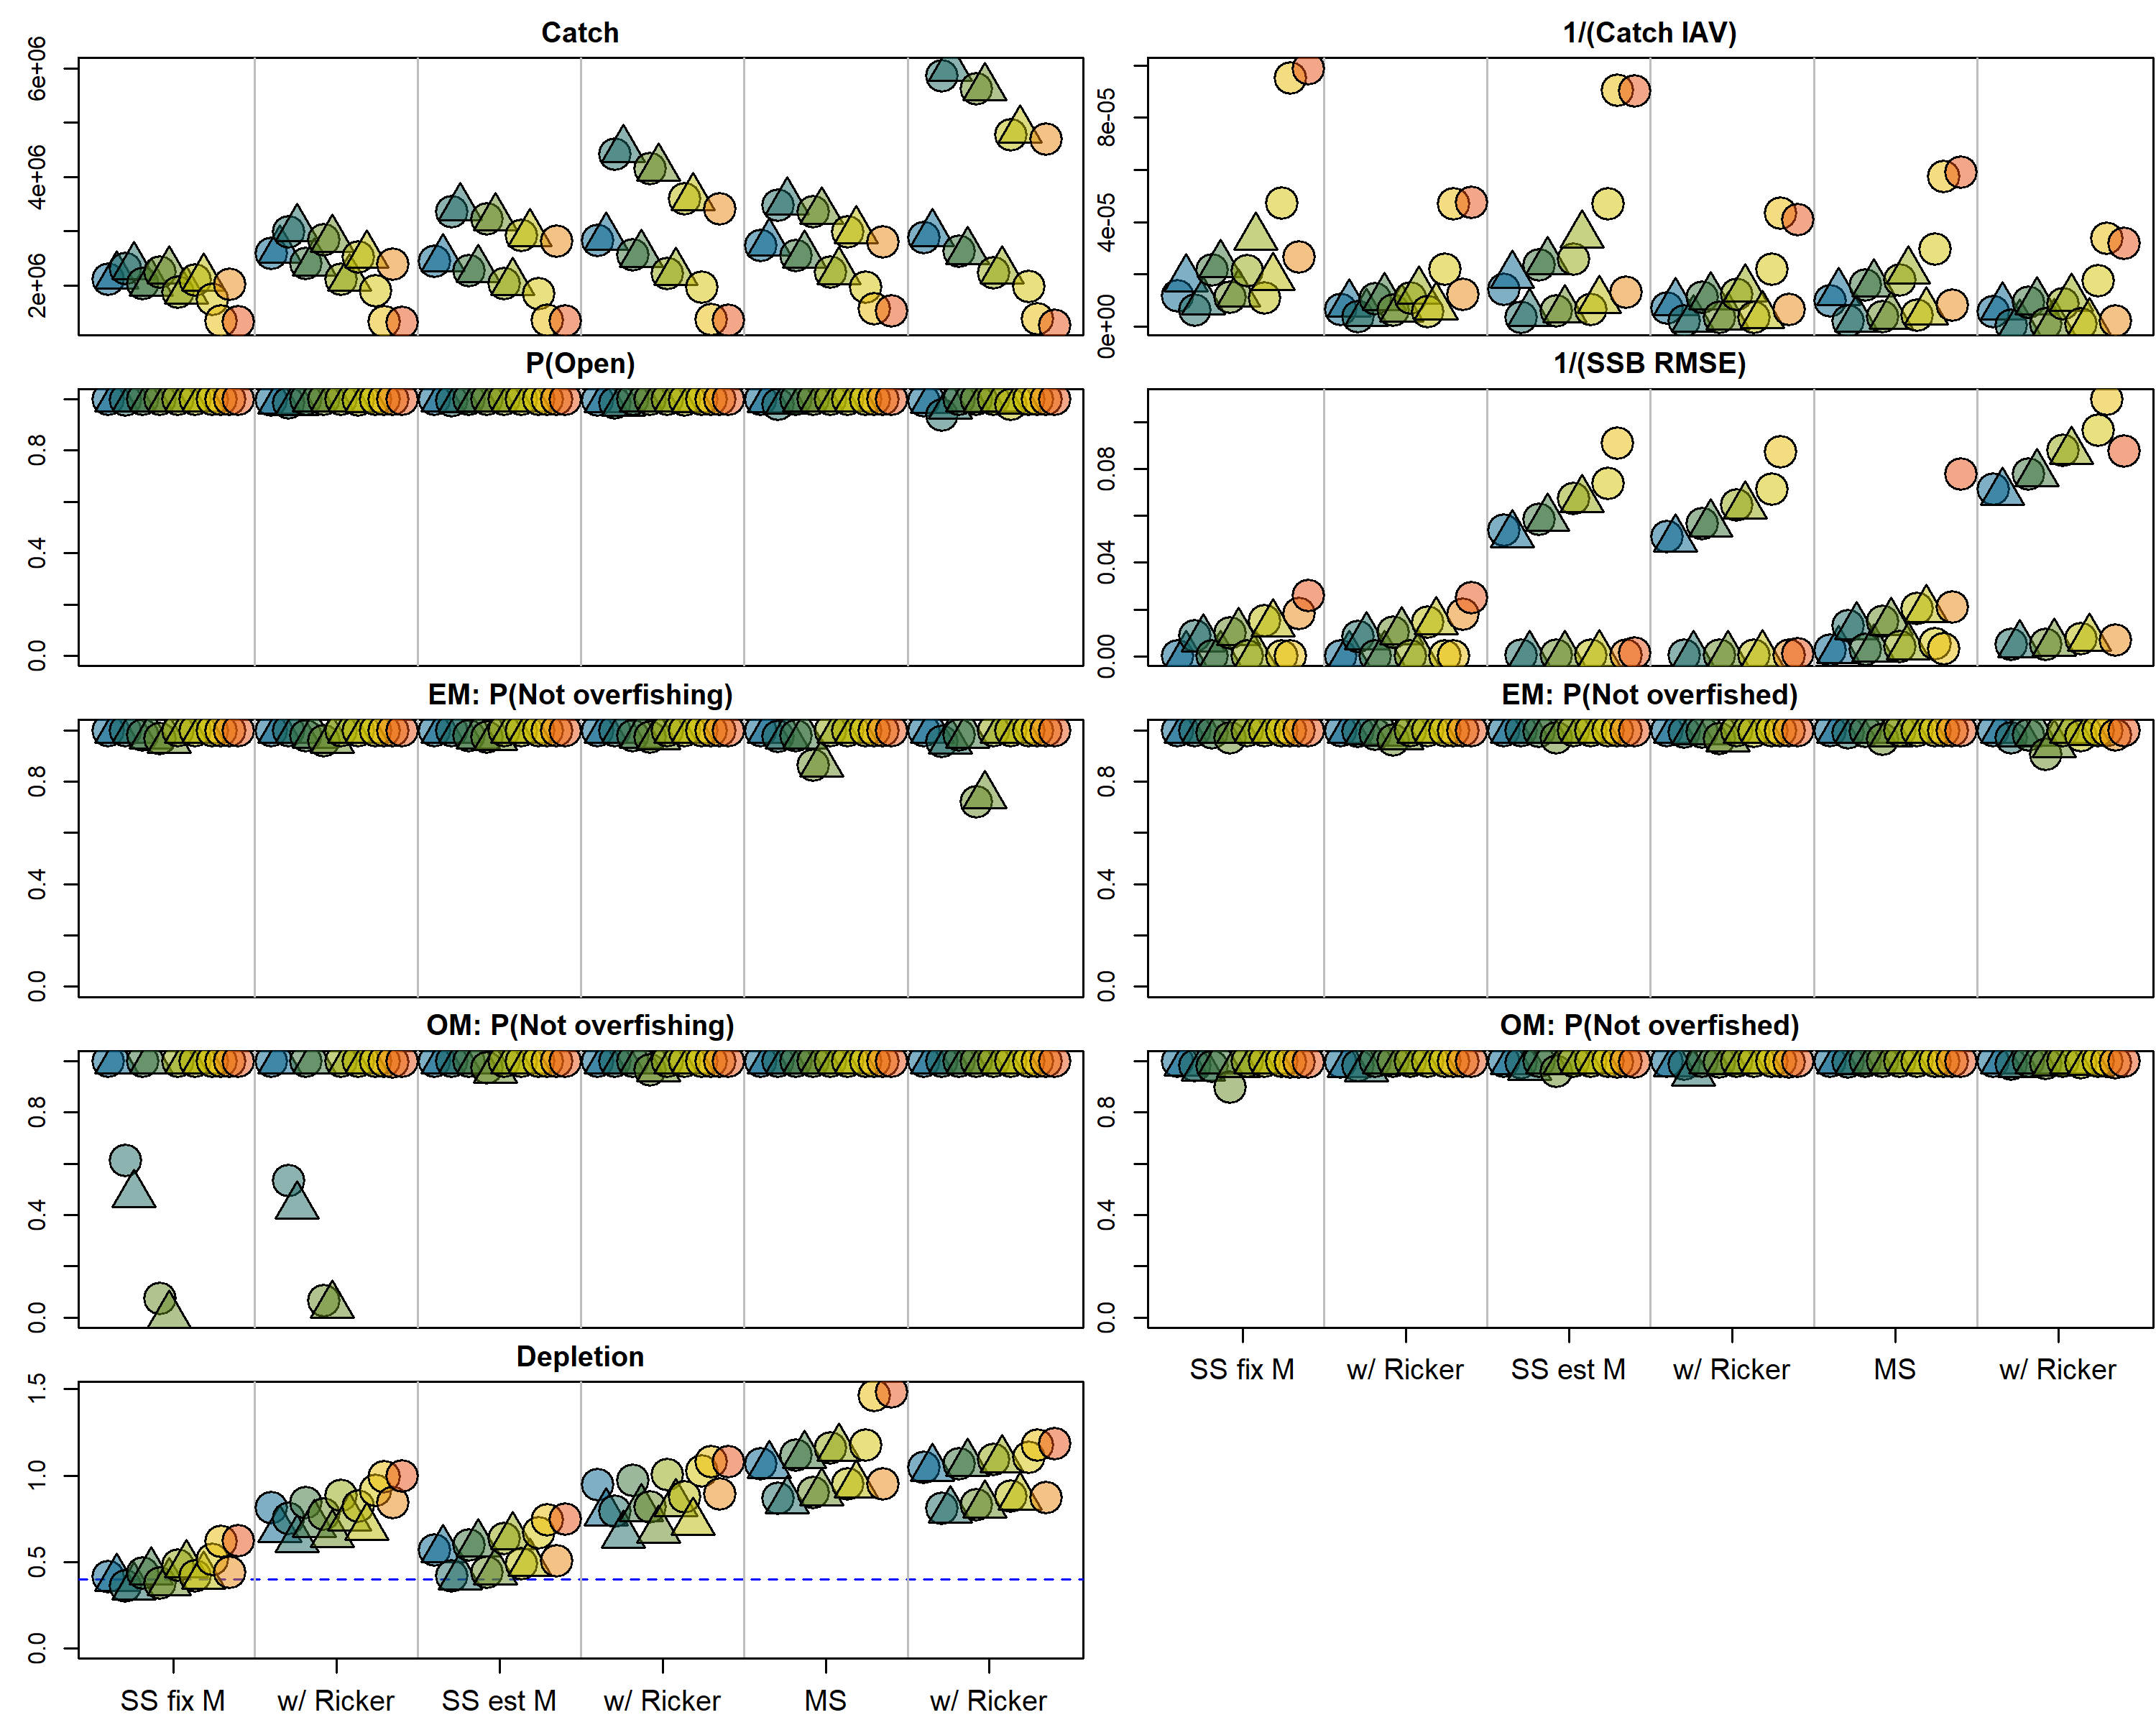 Catch
6e+06
4e+06
2e+06
1/(Catch IAV)
8e-05
4e-05
0e+00
P(Open)
0.8
0.4
0.0
1/(SSB RMSE)
0.08
0.04
0.00
EM: P(Not overfishing)
0.8
0.4
0.0
EM: P(Not overfished)
0.8
0.4
0.0
OM: P(Not overfishing)
0.8
0.4
0.0
OM: P(Not overfished)
0.8
0.4
0.0
SS fix M w/ Ricker SS est M w/ Ricker MS w/ Ricker
Depletion
1.5
1.0
0.5
0.0
SS fix M w/ Ricker SS est M w/ Ricker MS w/ Ricker